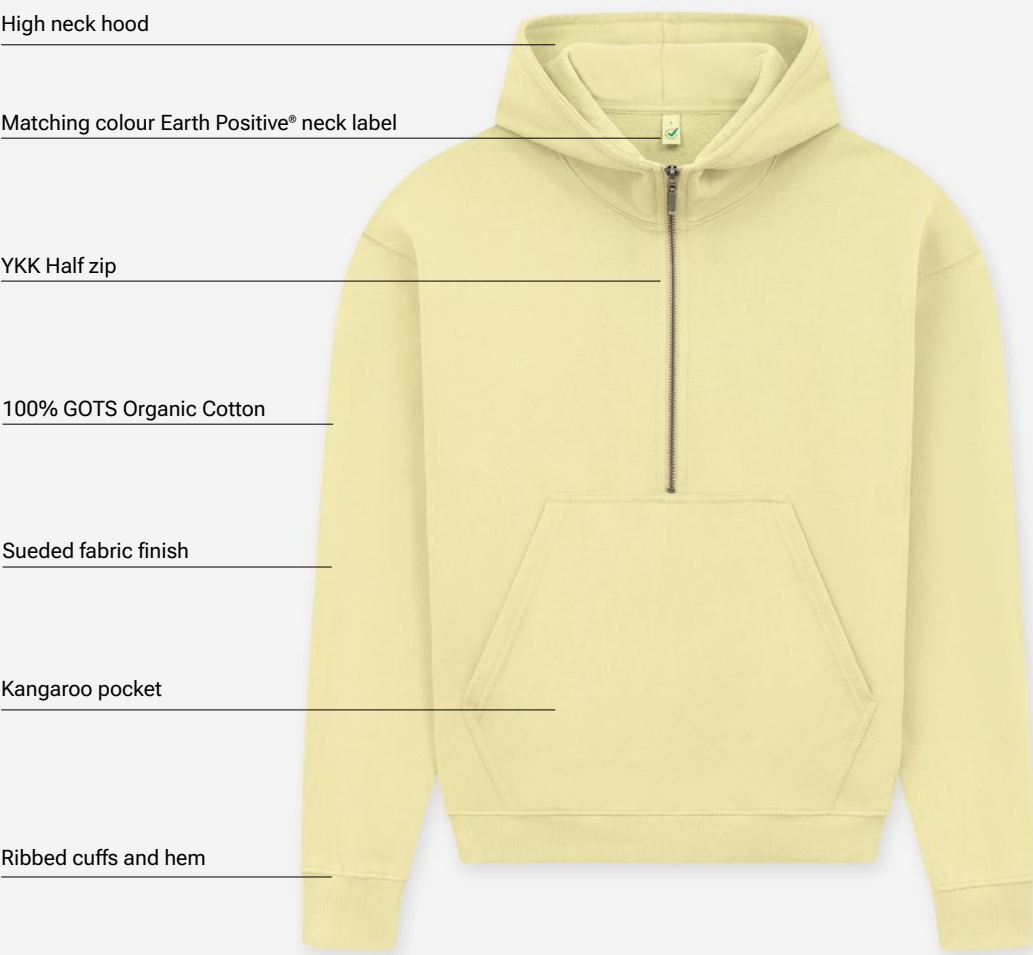 High neck hood
Matching colour Earth Positive® neck label
YKK Half zip
100% GOTS Organic Cotton
Sueded fabric finish
Kangaroo pocket
Ribbed cuffs and hem